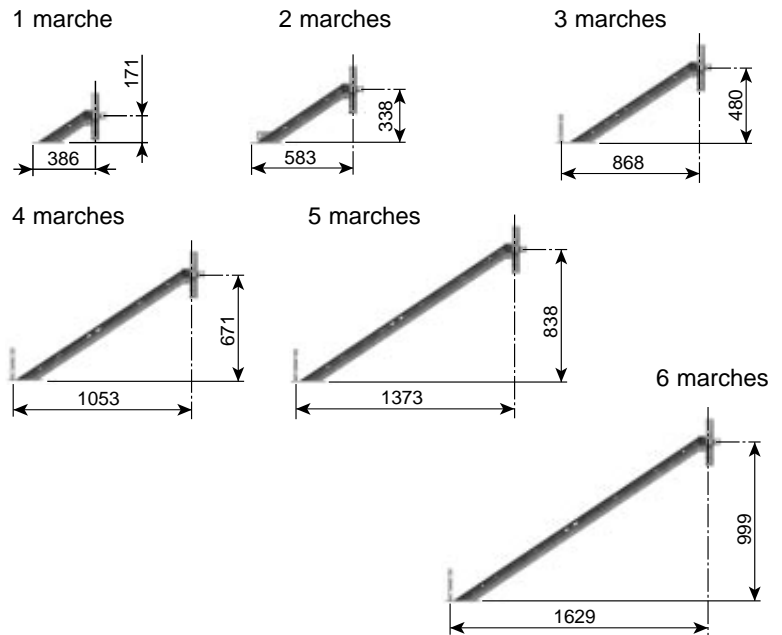 1 marche
171
386
2 marches
338
583
3 marches
480
868
4 marches
671
1053
5 marches
838
1373
6 marches
999
1629